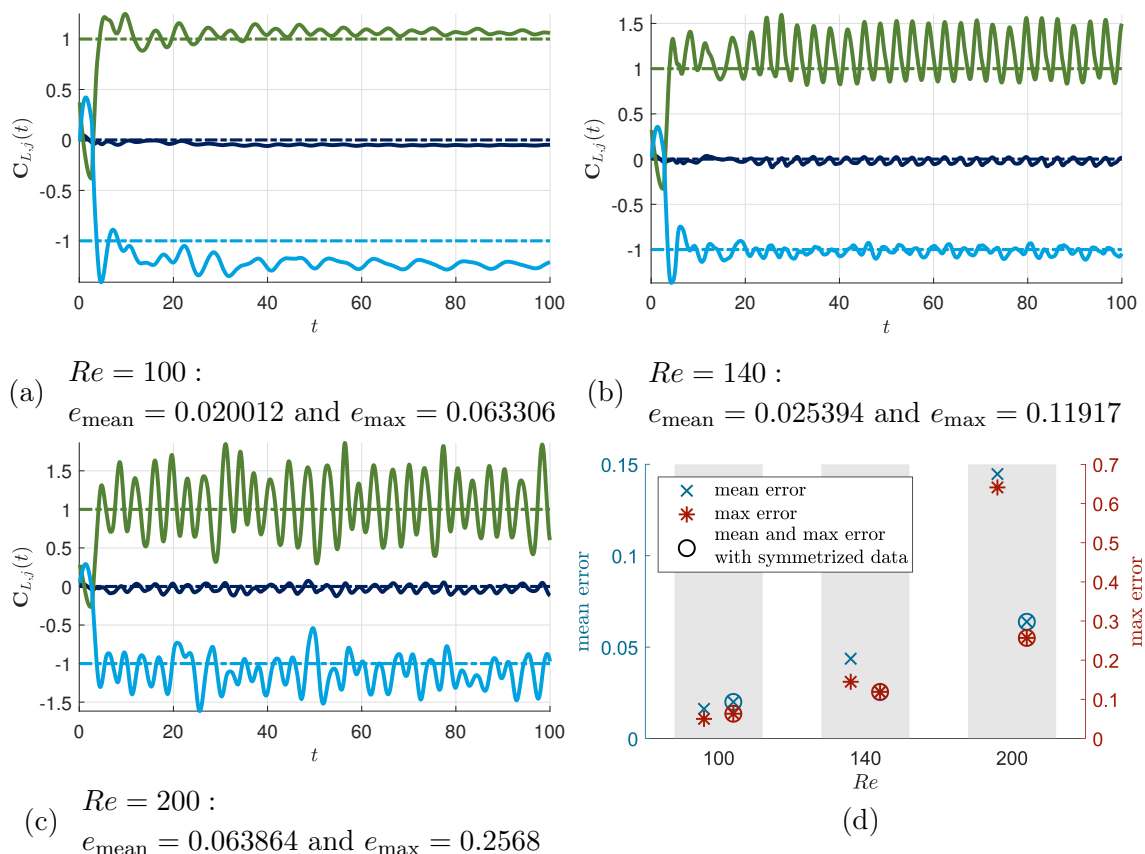 1
0.5
0
-0.5
-1
C_{L,j}(t)
0 20 40 60 80 100
t
(a) Re = 100 :
e_mean = 0.020012 and e_max = 0.063306
1.5
1
0.5
0
-0.5
-1
C_{L,j}(t)
0 20 40 60 80 100
t
(b) Re = 140 :
e_mean = 0.025394 and e_max = 0.11917
1.5
1
0.5
0
-0.5
-1
-1.5
C_{L,j}(t)
0 20 40 60 80 100
t
(c) Re = 200 :
e_mean = 0.063864 and e_max = 0.2568
0.15
0.1
0.05
0
mean error
mean error
max error
mean and max error
with symmetrized data
0.7
0.6
0.5
0.4
0.3
0.2
0.1
0
max error
100 140 200
Re
(d)